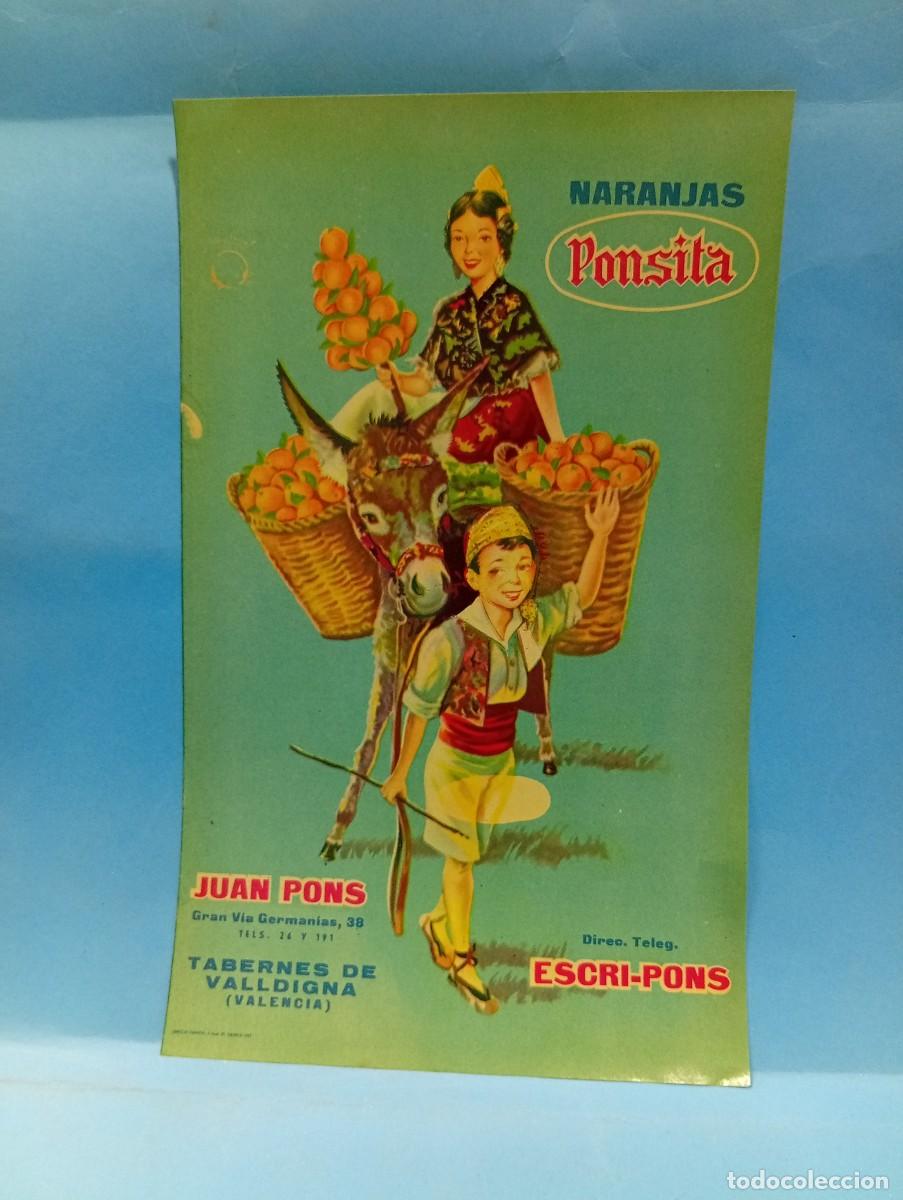 NARANJAS
Ponsita
JUAN PONS
Gran Via Germanias, 38
TELS. 26 Y 191
TABERNES DE
VALLDIGNA
(VALENCIA)
Direc. Teleg.
ESCRI-PONS
todocoleccion